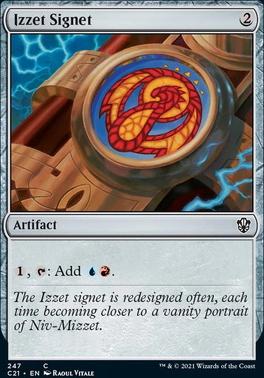 Izzet Signet 2
Artifact
1, T: Add UR.
The Izzet signet is redesigned often, each
time becoming closer to a vanity portrait
of Niv-Mizzet.
247 C
C21 • EN Raoul Vitale
™ & © 2021 Wizards of the Coast